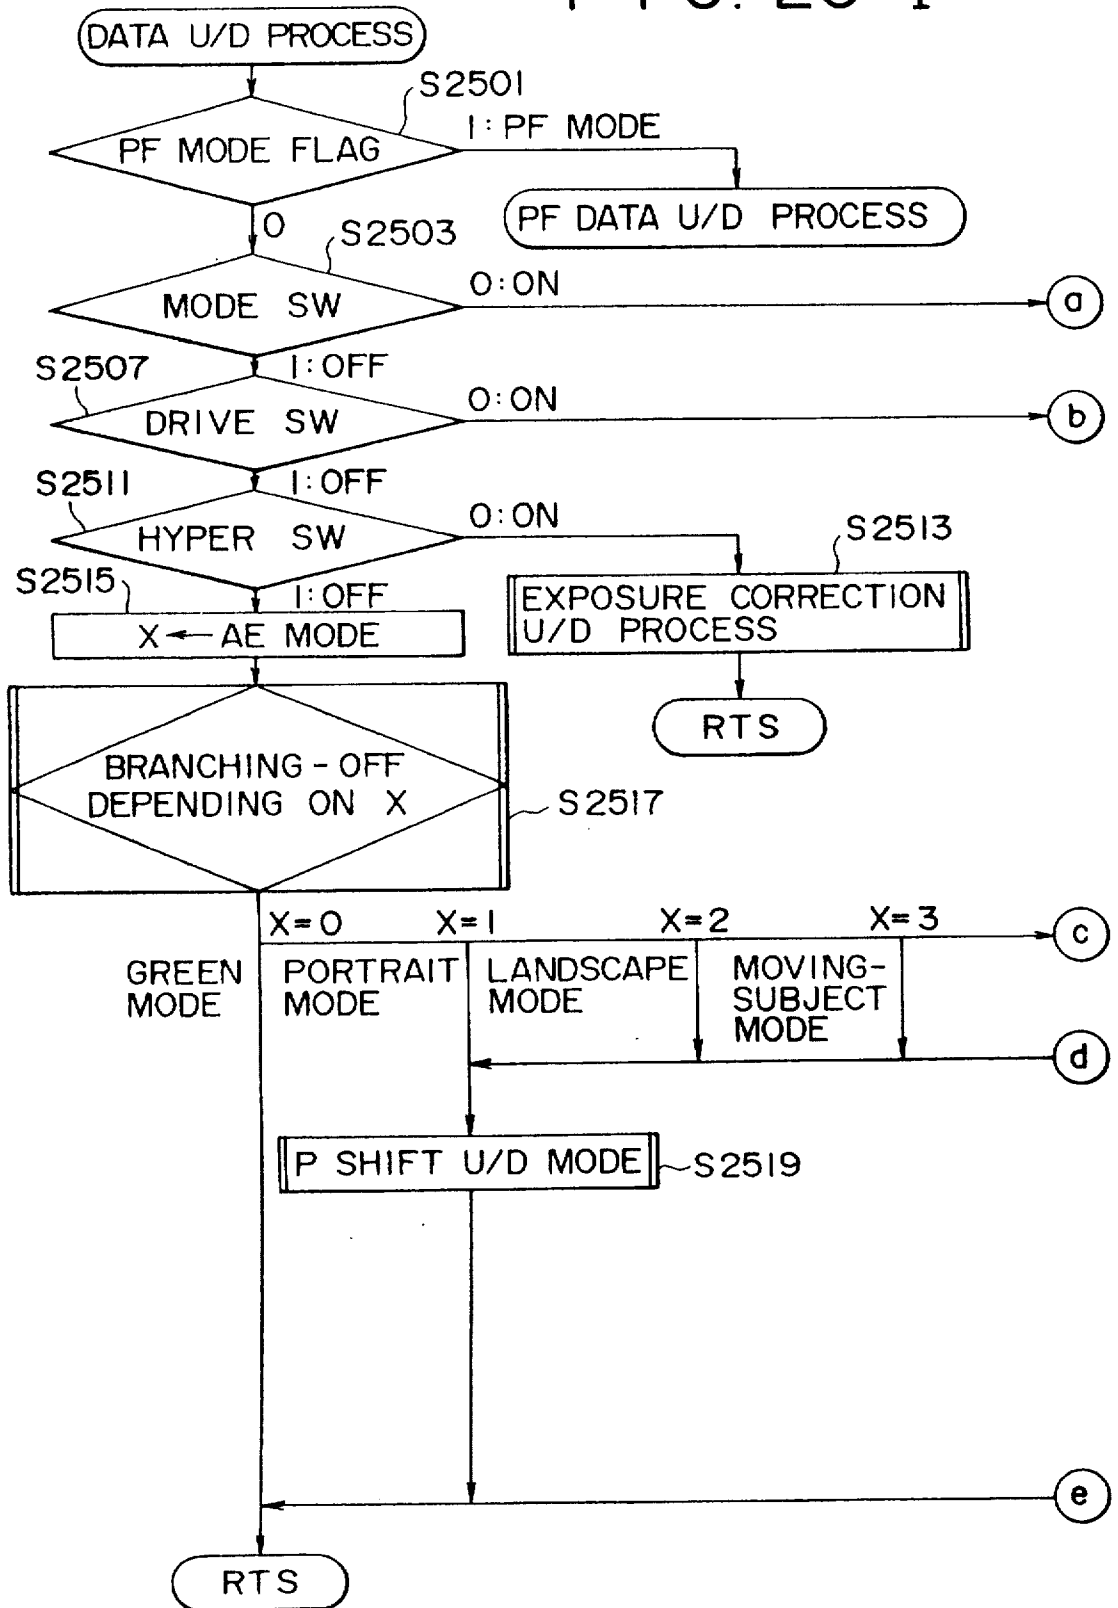 DATA U/D PROCESS
S2501
PF MODE FLAG
1: PF MODE
PF DATA U/D PROCESS
0
S2503
MODE SW
0:ON
a
1:OFF
S2507
DRIVE SW
0:ON
b
1:OFF
S2511
HYPER SW
0:ON
S2513
EXPOSURE CORRECTION
U/D PROCESS
RTS
1:OFF
S2515
X ← AE MODE
BRANCHING-OFF
DEPENDING ON X
S2517
X=0
X=1
X=2
X=3
c
GREEN
MODE
PORTRAIT
MODE
LANDSCAPE
MODE
MOVING-
SUBJECT
MODE
d
P SHIFT U/D MODE
S2519
e
RTS